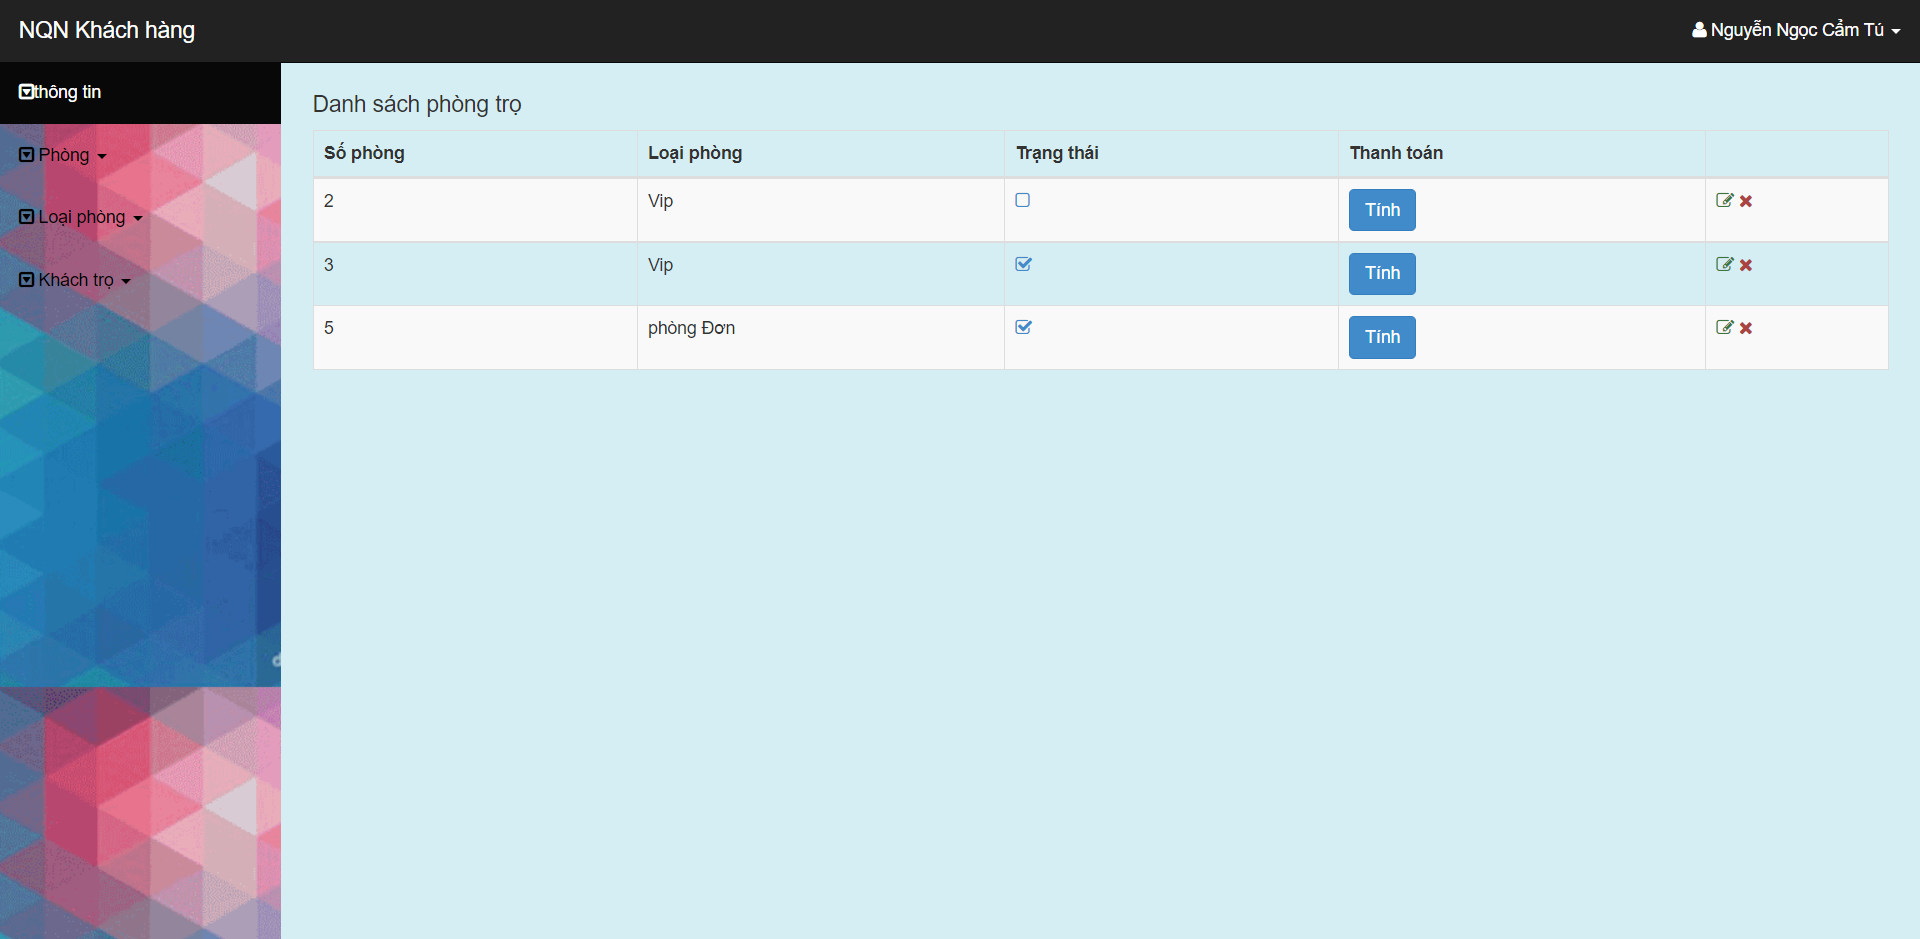 NQN Khách hàng
Nguyễn Ngọc Cẩm Tú
thông tin
Phòng
Loại phòng
Khách trọ
Danh sách phòng trọ
Số phòng Loại phòng Trạng thái Thanh toán
2 Vip Tính
3 Vip Tính
5 phòng Đơn Tính